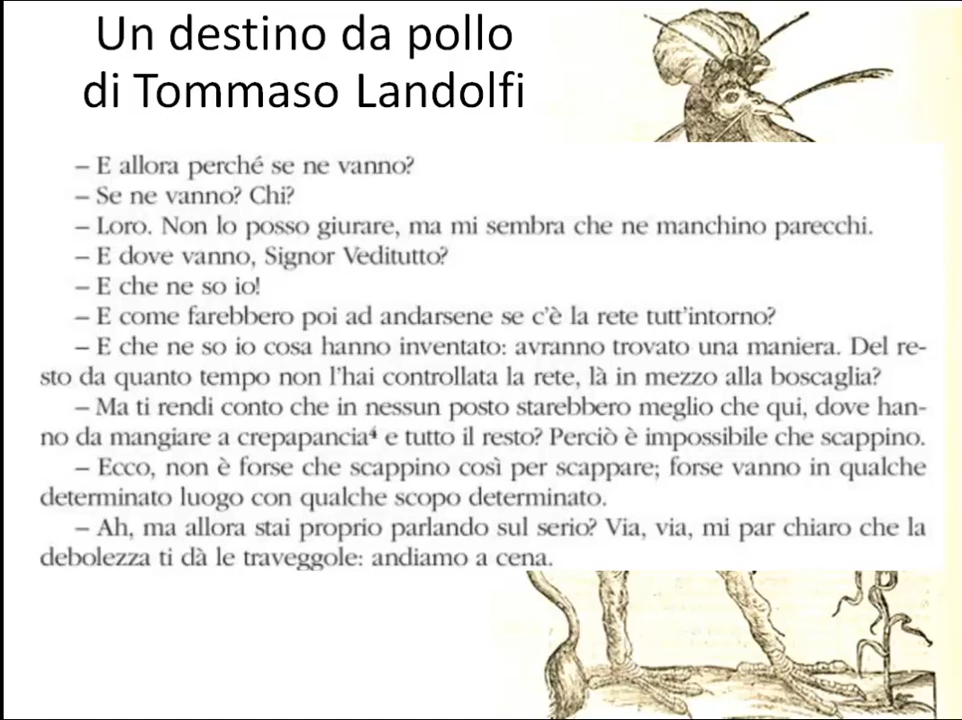 Un destino da pollo
di Tommaso Landolfi
– E allora perché se ne vanno?
– Se ne vanno? Chi?
– Loro. Non lo posso giurare, ma mi sembra che ne manchino parecchi.
– E dove vanno, Signor Veditutto?
– E che ne so io!
– E come farebbero poi ad andarsene se c'è la rete tutt'intorno?
– E che ne so io cosa hanno inventato: avranno trovato una maniera. Del re-
sto da quanto tempo non l'hai controllata la rete, là in mezzo alla boscaglia?
– Ma ti rendi conto che in nessun posto starebbero meglio che qui, dove han-
no da mangiare a crepapancia⁴ e tutto il resto? Perciò è impossibile che scappino.
– Ecco, non è forse che scappino così per scappare; forse vanno in qualche
determinato luogo con qualche scopo determinato.
– Ah, ma allora stai proprio parlando sul serio? Via, via, mi par chiaro che la
debolezza ti dà le traveggole: andiamo a cena.